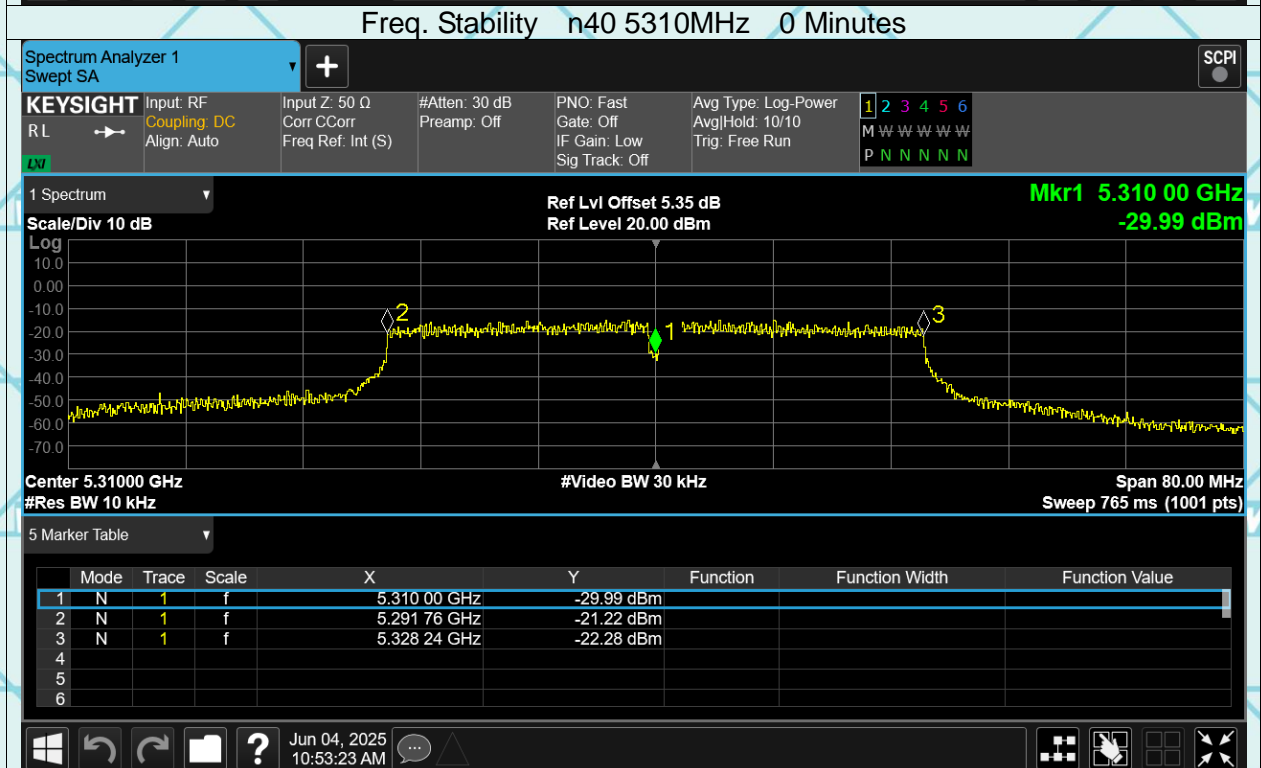 Freq. Stability n40 5310MHz 0 Minutes
Spectrum Analyzer 1
Swept SA
+
SCPI
KEYSIGHT
R L
LXI
Input: RF
Coupling: DC
Align: Auto
Input Z: 50 Ω
Corr CCorr
Freq Ref: Int (S)
#Atten: 30 dB
Preamp: Off
PNO: Fast
Gate: Off
IF Gain: Low
Sig Track: Off
Avg Type: Log-Power
Avg|Hold: 10/10
Trig: Free Run
1 2 3 4 5 6
M W W W W W
P N N N N N
1 Spectrum
Scale/Div 10 dB
Ref Lvl Offset 5.35 dB
Ref Level 20.00 dBm
Mkr1 5.310 00 GHz
-29.99 dBm
Log
10.0
0.00
-10.0
-20.0
-30.0
-40.0
-50.0
-60.0
-70.0
2
1
3
Center 5.31000 GHz
#Res BW 10 kHz
#Video BW 30 kHz
Span 80.00 MHz
Sweep 765 ms (1001 pts)
5 Marker Table
Mode Trace Scale X Y Function Function Width Function Value
1 N 1 f 5.310 00 GHz -29.99 dBm
2 N 1 f 5.291 76 GHz -21.22 dBm
3 N 1 f 5.328 24 GHz -22.28 dBm
4
5
6
?
Jun 04, 2025
10:53:23 AM